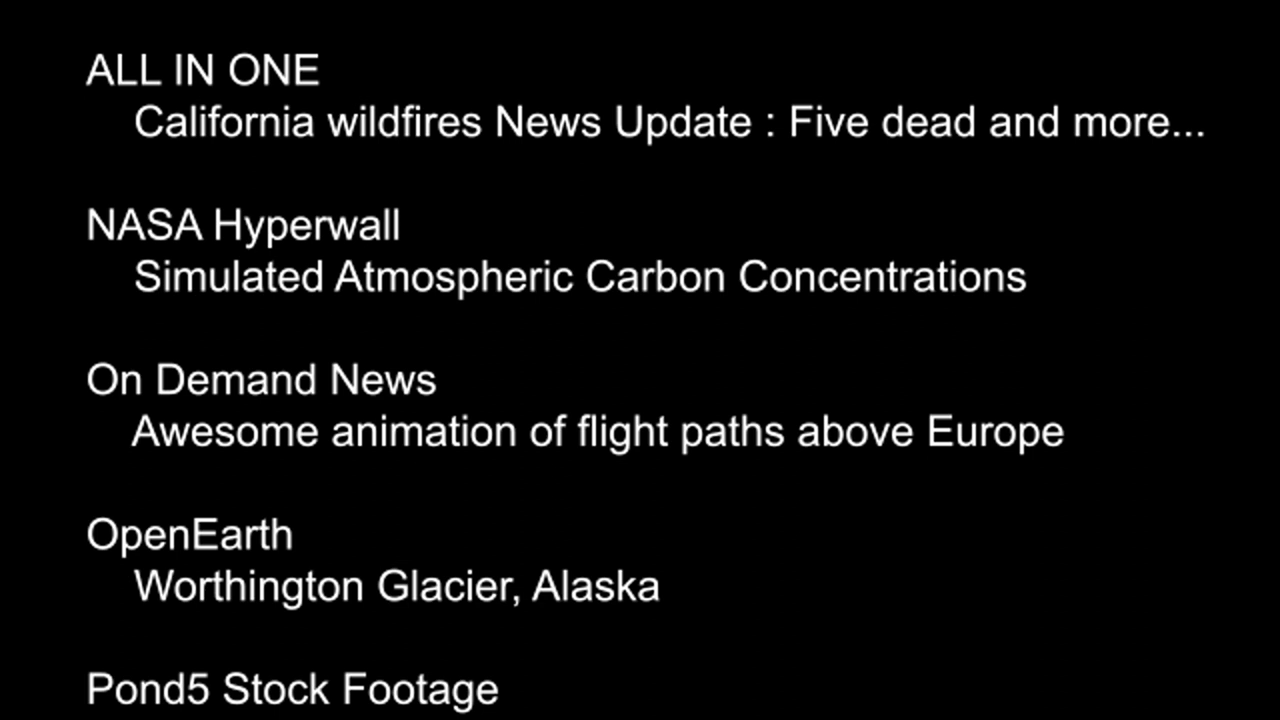 ALL IN ONE
California wildfires News Update : Five dead and more...
NASA Hyperwall
Simulated Atmospheric Carbon Concentrations
On Demand News
Awesome animation of flight paths above Europe
OpenEarth
Worthington Glacier, Alaska
Pond5 Stock Footage